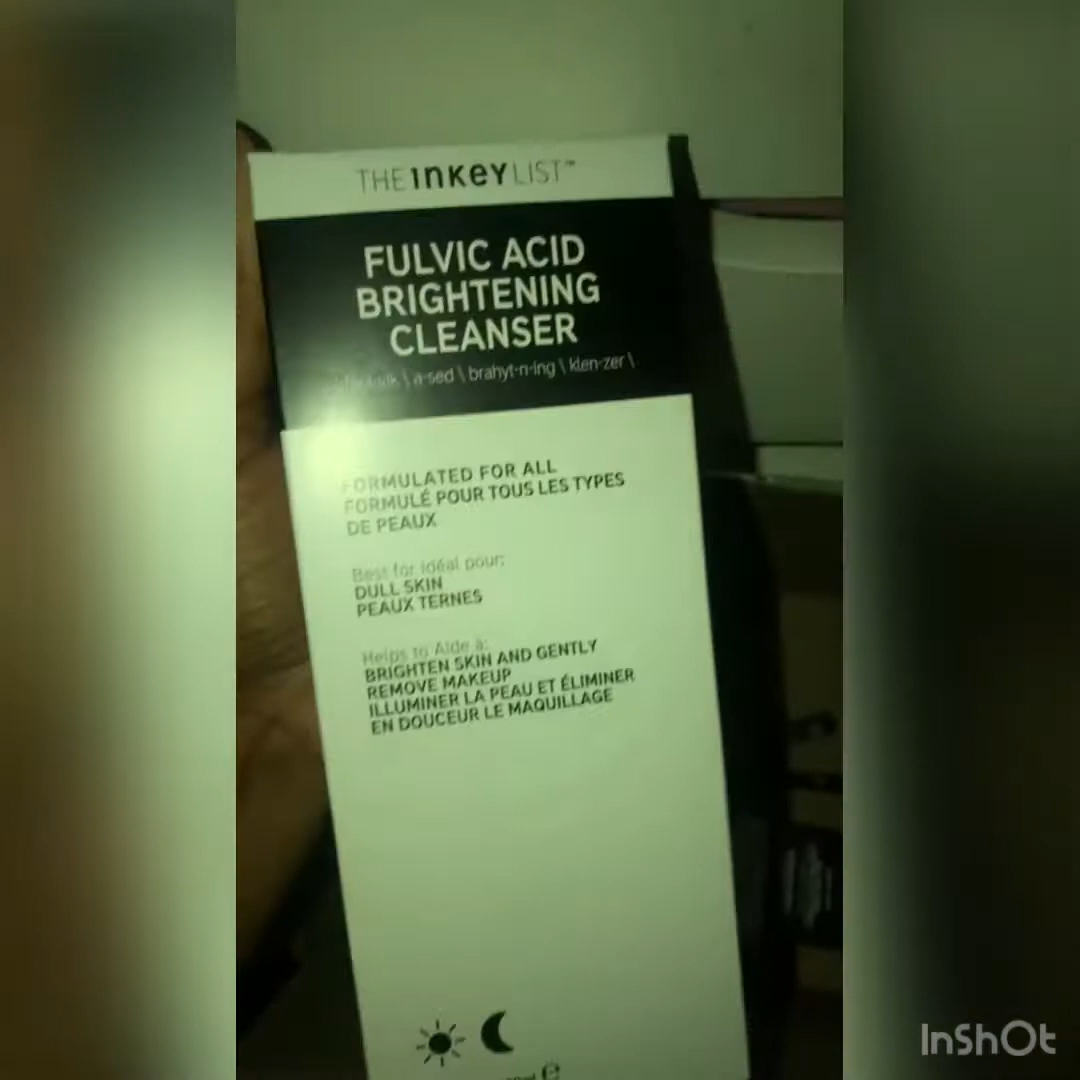 THE INKEY LIST™
FULVIC ACID
BRIGHTENING
CLEANSER
\ a-sed \ brahyt-n-ing \ klen-zer \
FORMULATED FOR ALL
FORMULÉ POUR TOUS LES TYPES
DE PEAUX
Best for Idéal pour:
DULL SKIN
PEAUX TERNES
Helps to Aide à:
BRIGHTEN SKIN AND GENTLY
REMOVE MAKEUP
ILLUMINER LA PEAU ET ÉLIMINER
EN DOUCEUR LE MAQUILLAGE
InShOt